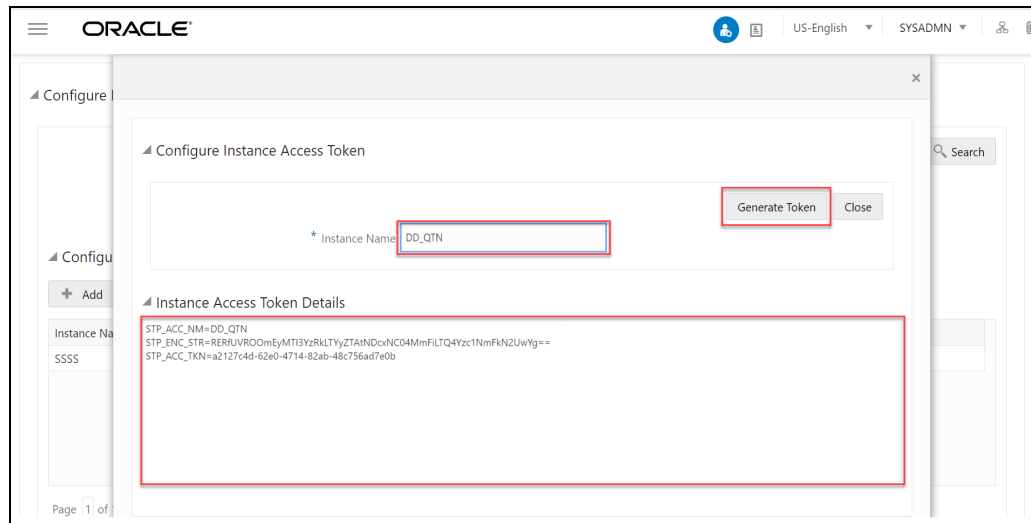 ORACLE
US-English
SYSADMN
Configure
Search
Configure Instance Access Token
Generate Token
Close
* Instance Name
DD_QTN
Configu
+ Add
Instance Access Token Details
Instance Na
STP_ACC_NM=DD_QTN
STP_ENC_STR=RERfUVROOmEyMTI3YzRkLTYyZTAtNDcxNC04MmFiLTQ4Yzc1NmFkN2UwYg==
STP_ACC_TKN=a2127c4d-62e0-4714-82ab-48c756ad7e0b
SSSS
Page 1 of